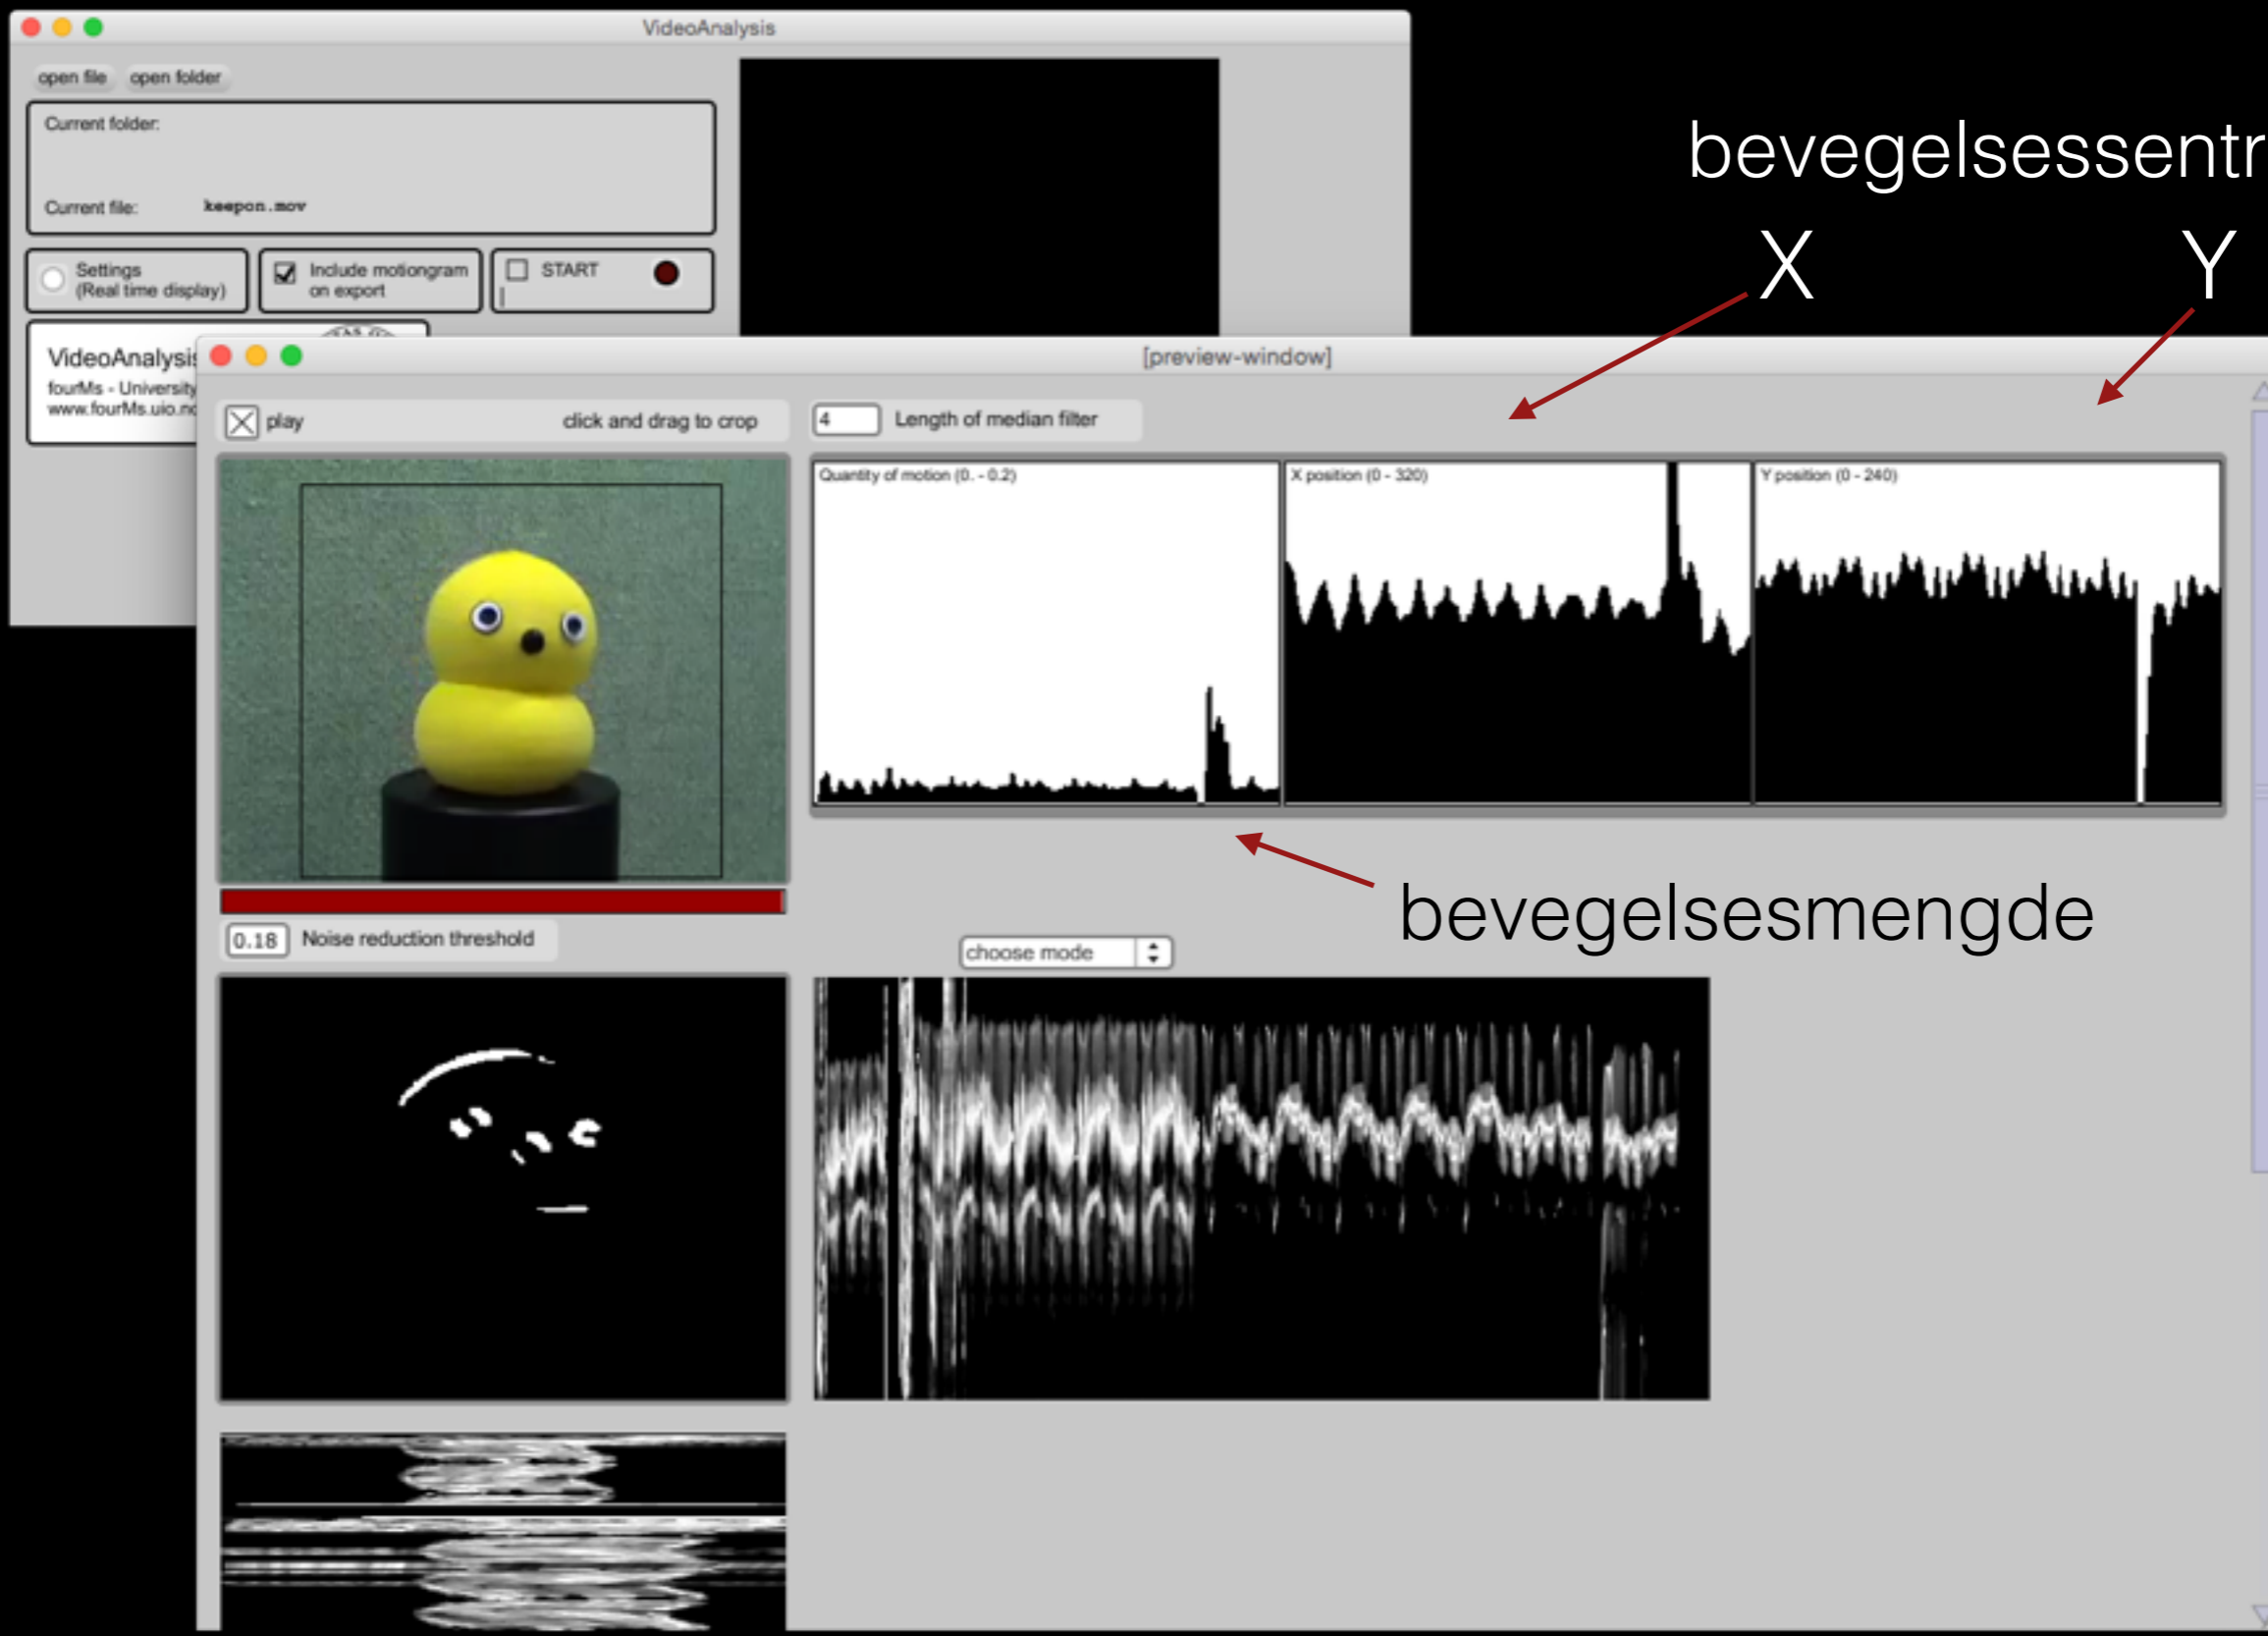 VideoAnalysis
open file open folder
Current folder:
Current file: keepon.mov
Settings
(Real time display)
Include motiongram
on export
START
VideoAnalysis
fourMs - University
www.fourMs.uio.no
bevegelsessentr
X Y
[preview-window]
play click and drag to crop
4 Length of median filter
Quantity of motion (0. - 0.2)
X position (0 - 320)
Y position (0 - 240)
bevegelsesmengde
0.18 Noise reduction threshold
choose mode